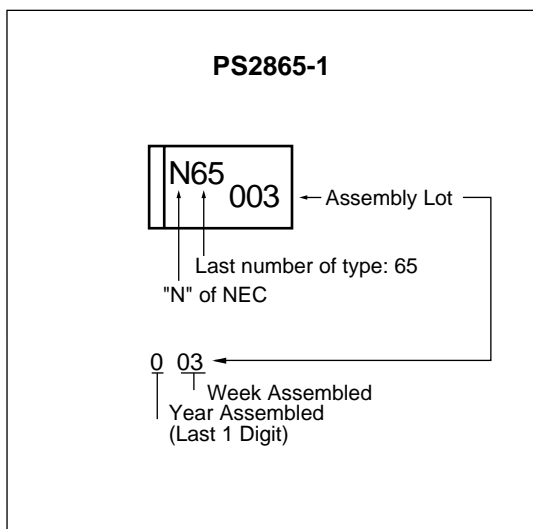 PS2865-1
N65
003
Assembly Lot
Last number of type: 65
"N" of NEC
0 03
Week Assembled
Year Assembled
(Last 1 Digit)